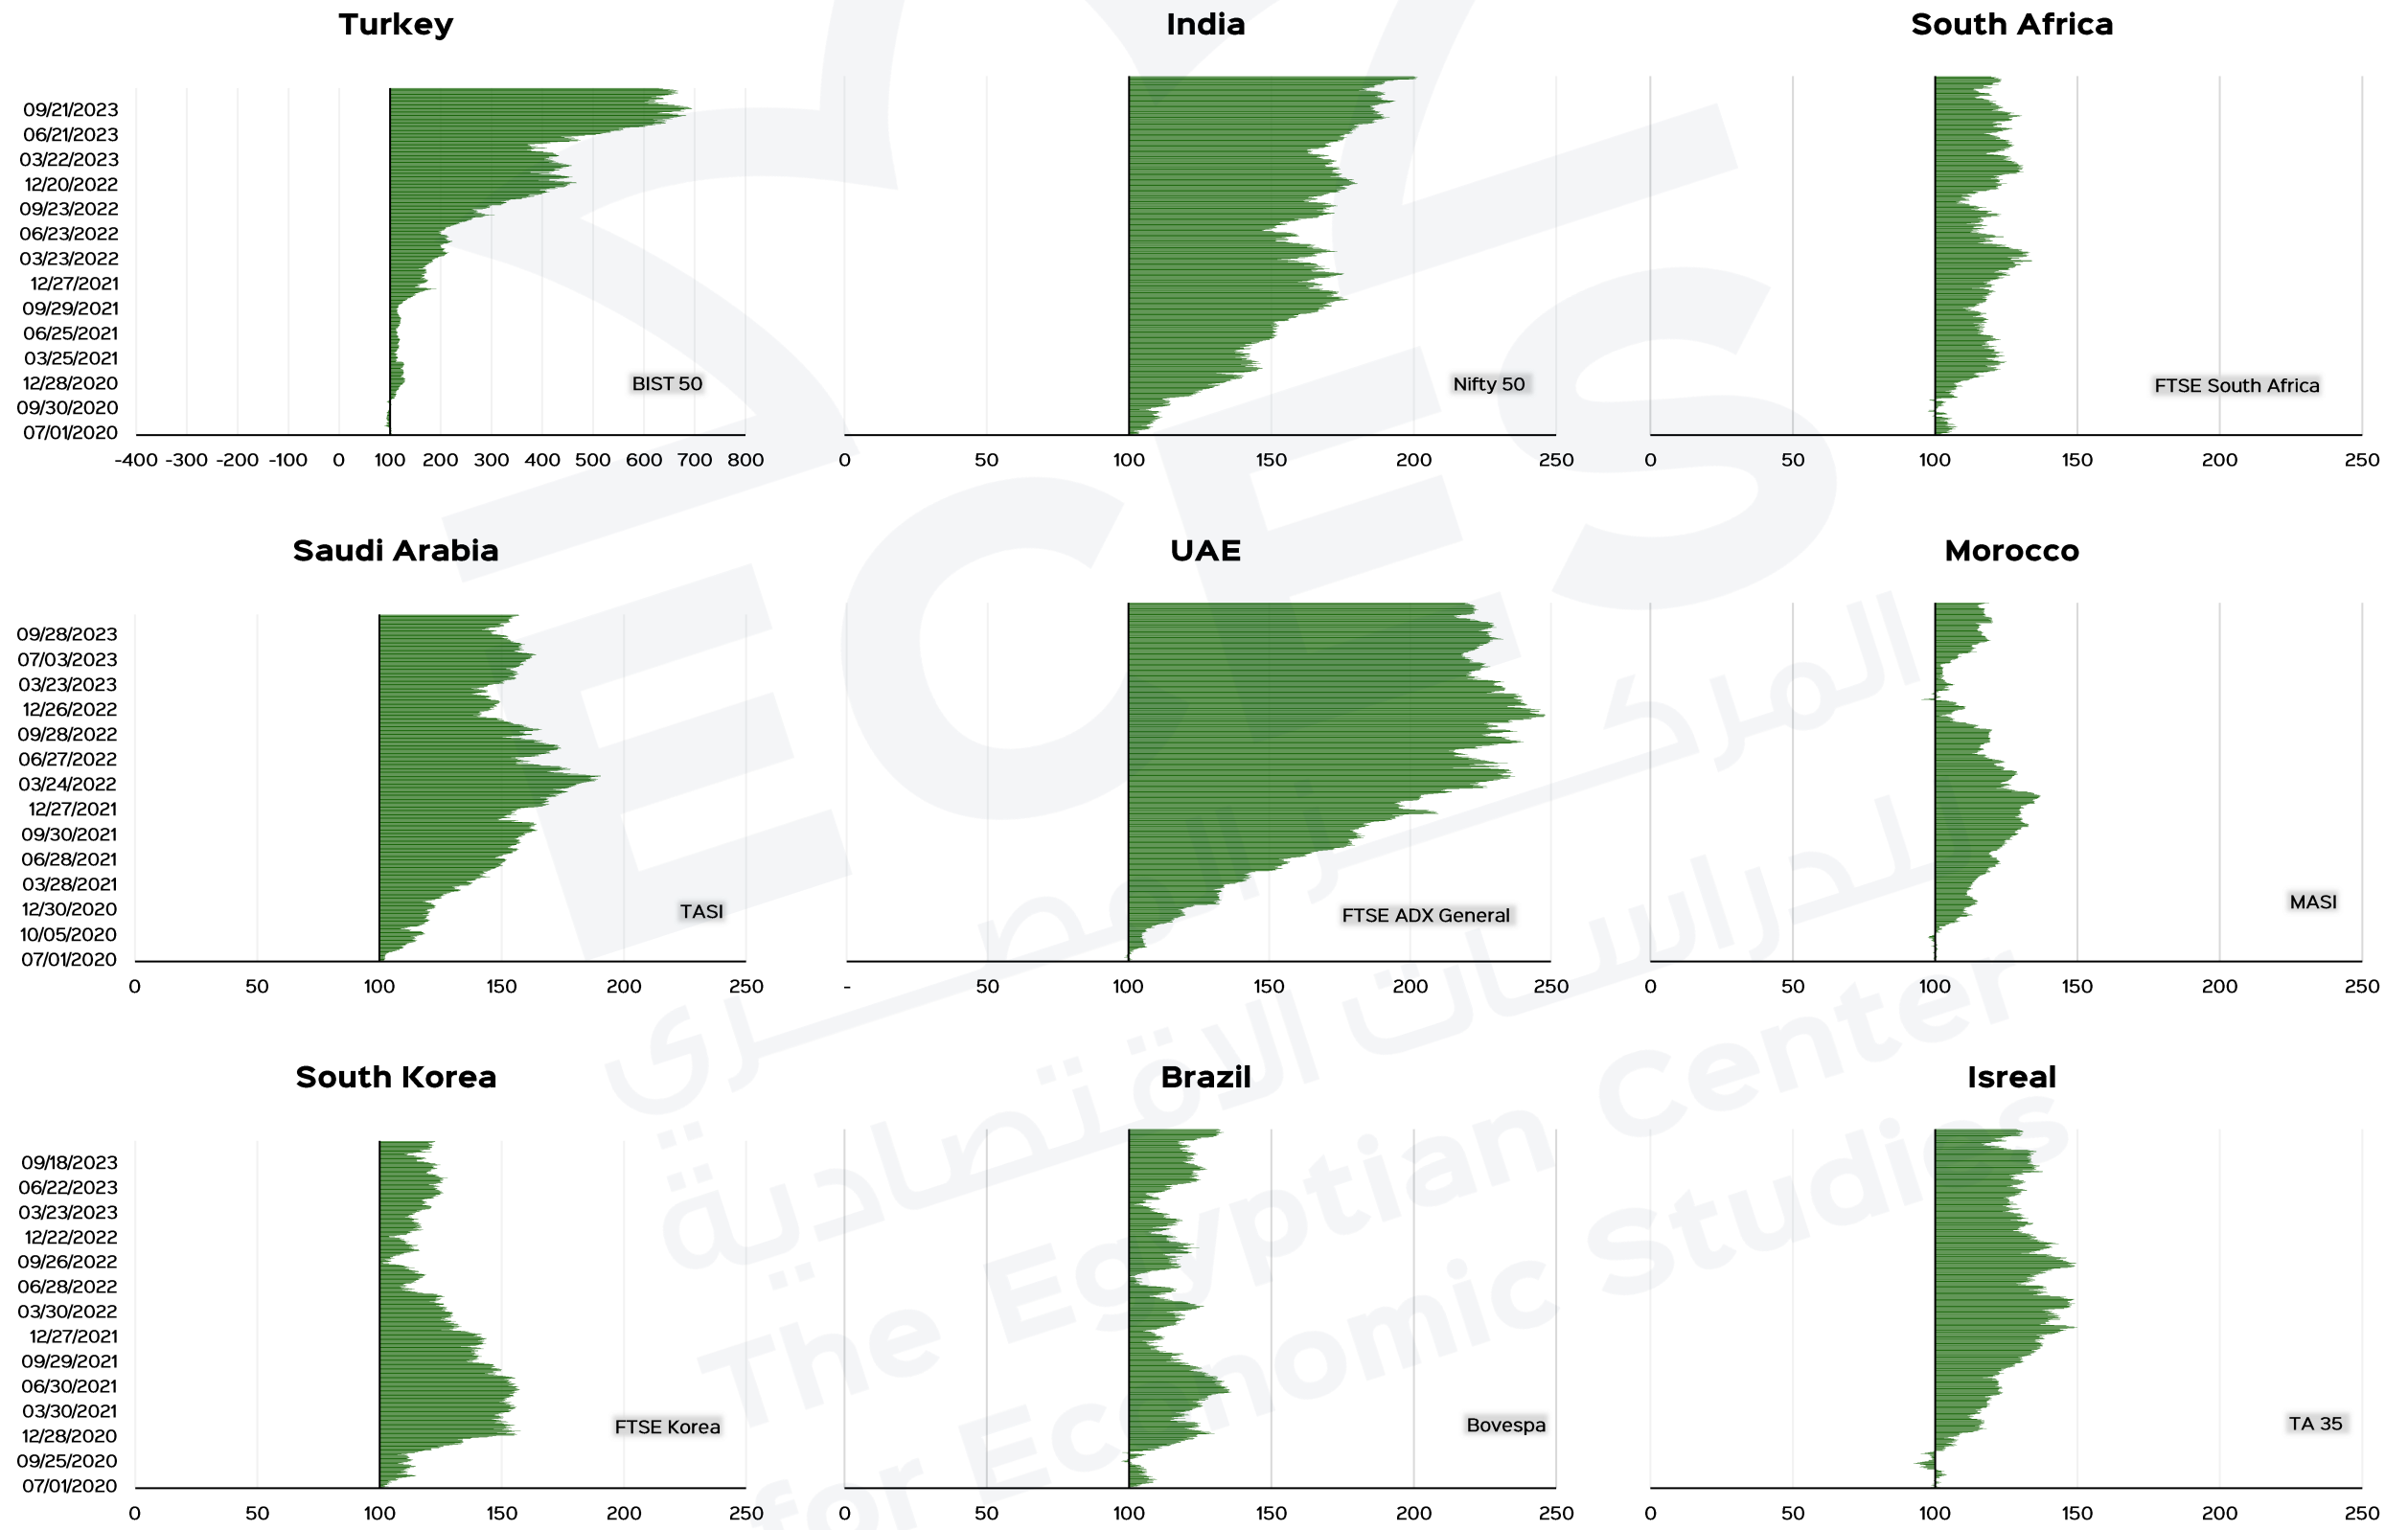 Turkey
India
South Africa
09/21/2023
06/21/2023
03/22/2023
12/20/2022
09/23/2022
06/23/2022
03/23/2022
12/27/2021
09/29/2021
06/25/2021
03/25/2021
12/28/2020
09/30/2020
07/01/2020
BIST 50
Nifty 50
FTSE South Africa
-400 -300 -200 -100 0 100 200 300 400 500 600 700 800
0 50 100 150 200 250
0 50 100 150 200 250
Saudi Arabia
UAE
Morocco
09/28/2023
07/03/2023
03/23/2023
12/26/2022
09/28/2022
06/27/2022
03/24/2022
12/27/2021
09/30/2021
06/28/2021
03/28/2021
12/30/2020
10/05/2020
07/01/2020
TASI
FTSE ADX General
MASI
0 50 100 150 200 250
- 50 100 150 200 250
0 50 100 150 200 250
South Korea
Brazil
Isreal
09/18/2023
06/22/2023
03/23/2023
12/22/2022
09/26/2022
06/28/2022
03/30/2022
12/27/2021
09/29/2021
06/30/2021
03/30/2021
12/28/2020
09/25/2020
07/01/2020
FTSE Korea
Bovespa
TA 35
0 50 100 150 200 250
0 50 100 150 200 250
0 50 100 150 200 250
ECES
المركز المصرى
للدراسات الاقتصادية
The Egyptian Center
for Economic Studies